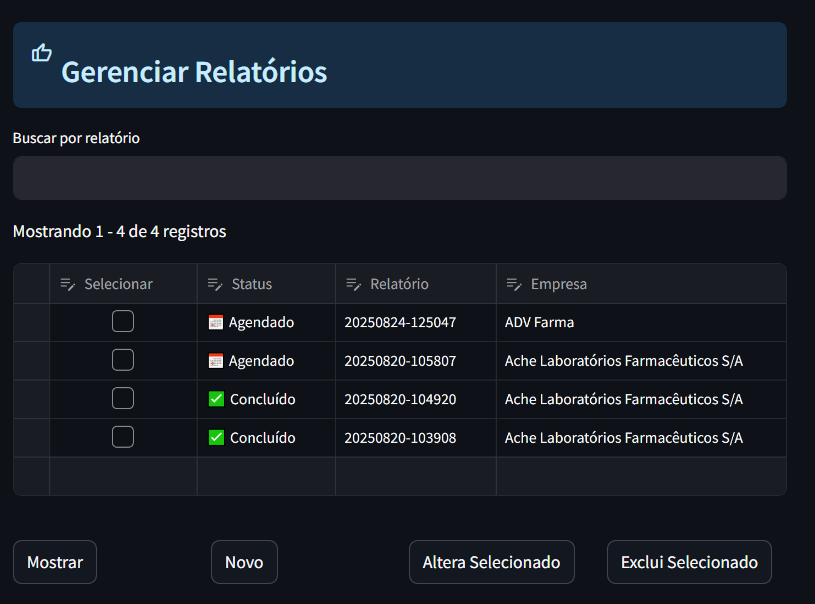 Gerenciar Relatórios
Buscar por relatório
Mostrando 1 - 4 de 4 registros
Selecionar Status Relatório Empresa
Agendado 20250824-125047 ADV Farma
Agendado 20250820-105807 Ache Laboratórios Farmacêuticos S/A
Concluído 20250820-104920 Ache Laboratórios Farmacêuticos S/A
Concluído 20250820-103908 Ache Laboratórios Farmacêuticos S/A
Mostrar Novo Altera Selecionado Exclui Selecionado